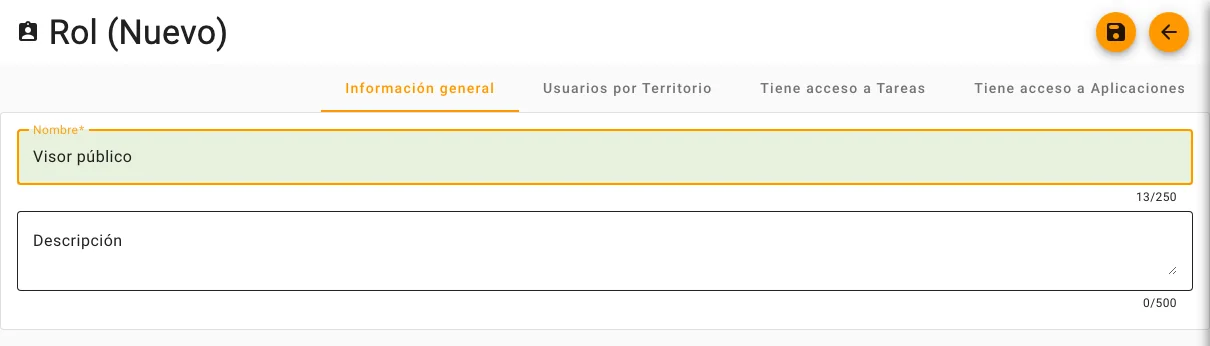 Rol (Nuevo)
Información general
Usuarios por Territorio
Tiene acceso a Tareas
Tiene acceso a Aplicaciones
Nombre*
Visor público
13/250
Descripción
0/500